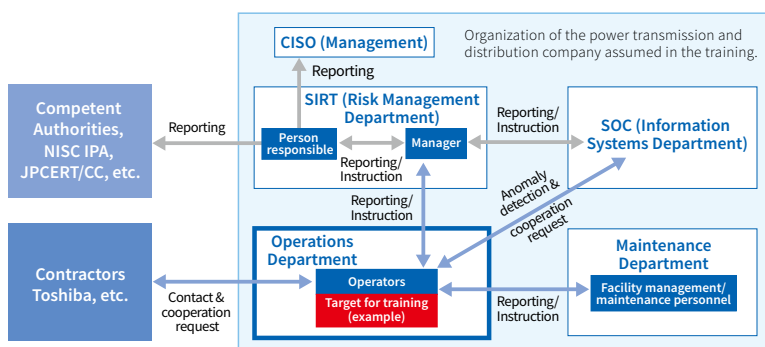 CISO (Management)
Organization of the power transmission and
distribution company assumed in the training.
Reporting
Competent
Authorities,
NISC IPA,
JPCERT/CC, etc.
Reporting
SIRT (Risk Management
Department)
Person
responsible
Reporting/
Instruction
Manager
Reporting/
Instruction
SOC (Information
Systems Department)
Reporting/
Instruction
Anomaly
detection &
cooperation
request
Contractors
Toshiba, etc.
Contact &
cooperation
request
Operations
Department
Operators
Target for training
(example)
Reporting/
Instruction
Maintenance
Department
Facility management/
maintenance personnel